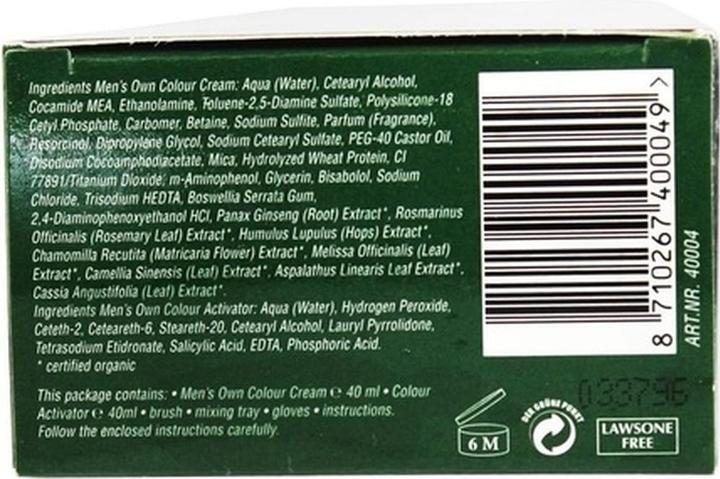 Ingredients Men's Own Colour Cream: Aqua (Water), Cetearyl Alcohol,
Cocamide MEA, Ethanolamine, Toluene-2,5-Diamine Sulfate, Polysilicone-18
Cetyl Phosphate, Carbomer, Betaine, Sodium Sulfite, Parfum (Fragrance),
Resorcinol, Dipropylene Glycol, Sodium Cetearyl Sulfate, PEG-40 Castor Oil,
Disodium Cocoamphodiacetate, Mica, Hydrolyzed Wheat Protein, CI
77891/Titanium Dioxide, m-Aminophenol, Glycerin, Bisabolol, Sodium
Chloride, Trisodium HEDTA, Boswellia Serrata Gum,
2,4-Diaminophenoxyethanol HCl, Panax Ginseng (Root) Extract*, Rosmarinus
Officinalis (Rosemary Leaf) Extract*, Humulus Lupulus (Hops) Extract*,
Chamomilla Recutita (Matricaria Flower) Extract*, Melissa Officinalis (Leaf)
Extract*, Camellia Sinensis (Leaf) Extract*, Aspalathus Linearis Leaf Extract*,
Cassia Angustifolia (Leaf) Extract*.
Ingredients Men's Own Colour Activator: Aqua (Water), Hydrogen Peroxide,
Ceteth-2, Ceteareth-6, Steareth-20, Cetearyl Alcohol, Lauryl Pyrrolidone,
Tetrasodium Etidronate, Salicylic Acid, EDTA, Phosphoric Acid.
* certified organic
This package contains: • Men's Own Colour Cream e 40 ml • Colour
Activator e 40ml • brush • mixing tray • gloves • instructions.
Follow the enclosed instructions carefully.
8 710267 400049 >
ART.NR. 40004
033796
6 M
DER GRÜNE PUNKT
LAWSONE
FREE